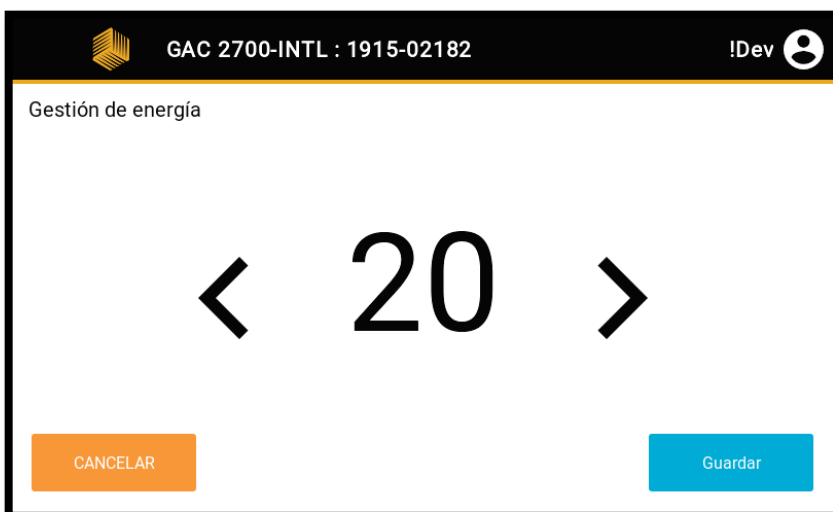 GAC 2700-INTL : 1915-02182
!Dev
Gestión de energía
20
CANCELAR
Guardar